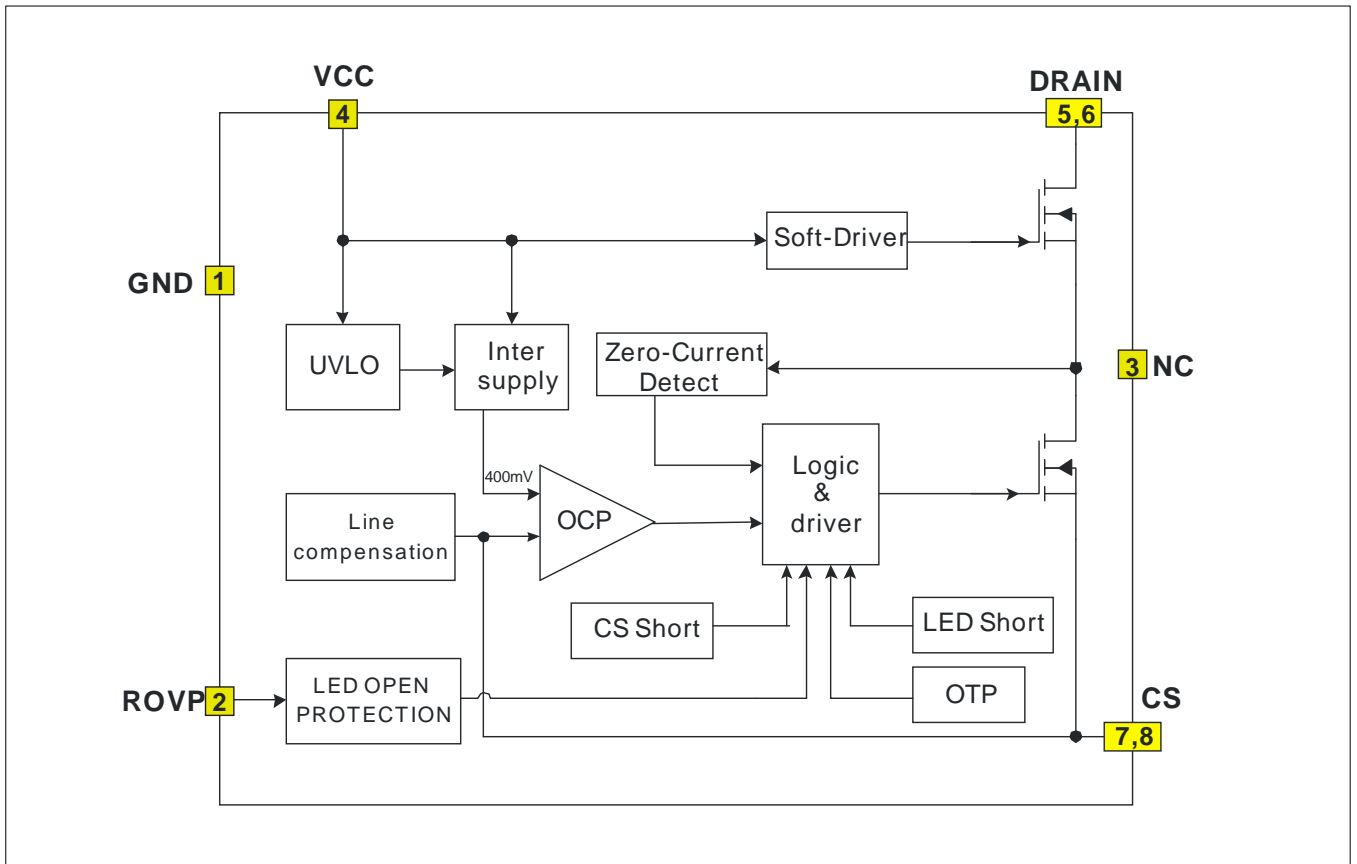 VCC
4
DRAIN
5,6
Soft-Driver
GND
1
UVLO
Inter
supply
Zero-Current
Detect
3
NC
400mV
Logic
&
driver
Line
compensation
OCP
CS Short
LED Short
ROVP
2
LED OPEN
PROTECTION
OTP
CS
7,8